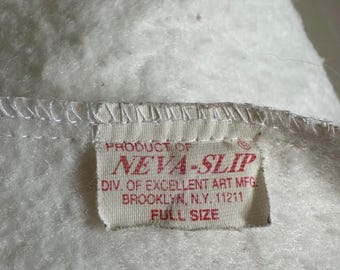 PRODUCT OF ®
NEVA-SLIP
DIV. OF EXCELLENT ART MFG.
BROOKLYN, N.Y. 11211
FULL SIZE